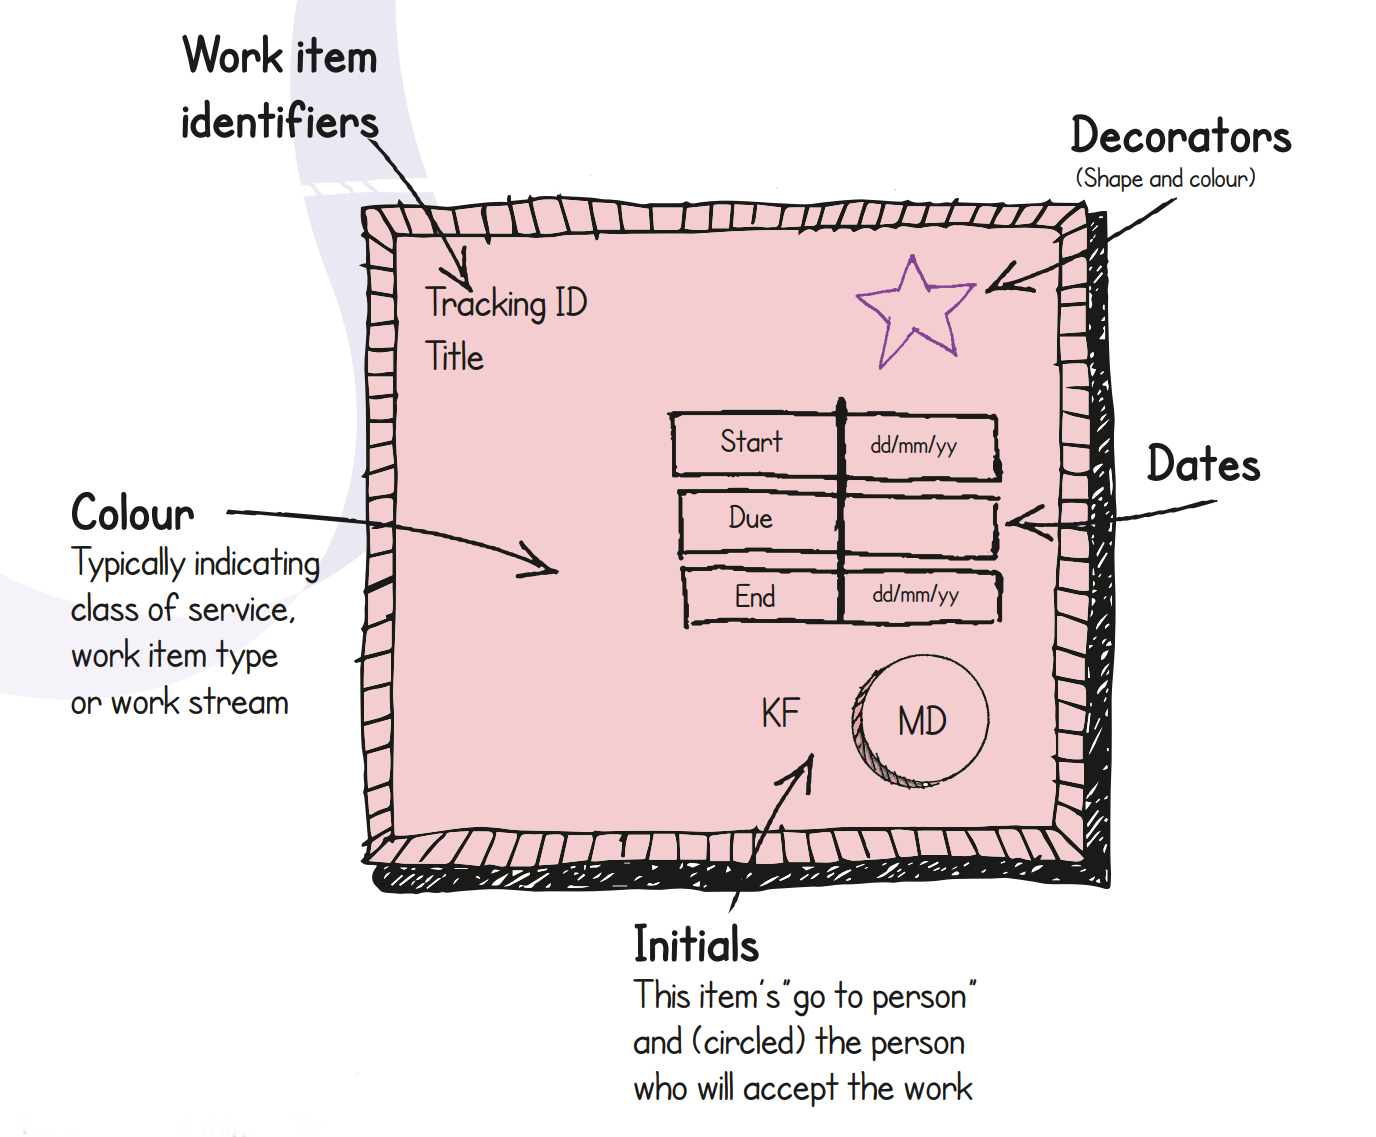 Work item
identifiers
Decorators
(Shape and colour)
Tracking ID
Title
Start
dd/mm/yy
Dates
Due
Colour
Typically indicating
class of service,
work item type
or work stream
End
dd/mm/yy
KF
MD
Initials
This item's "go to person"
and (circled) the person
who will accept the work